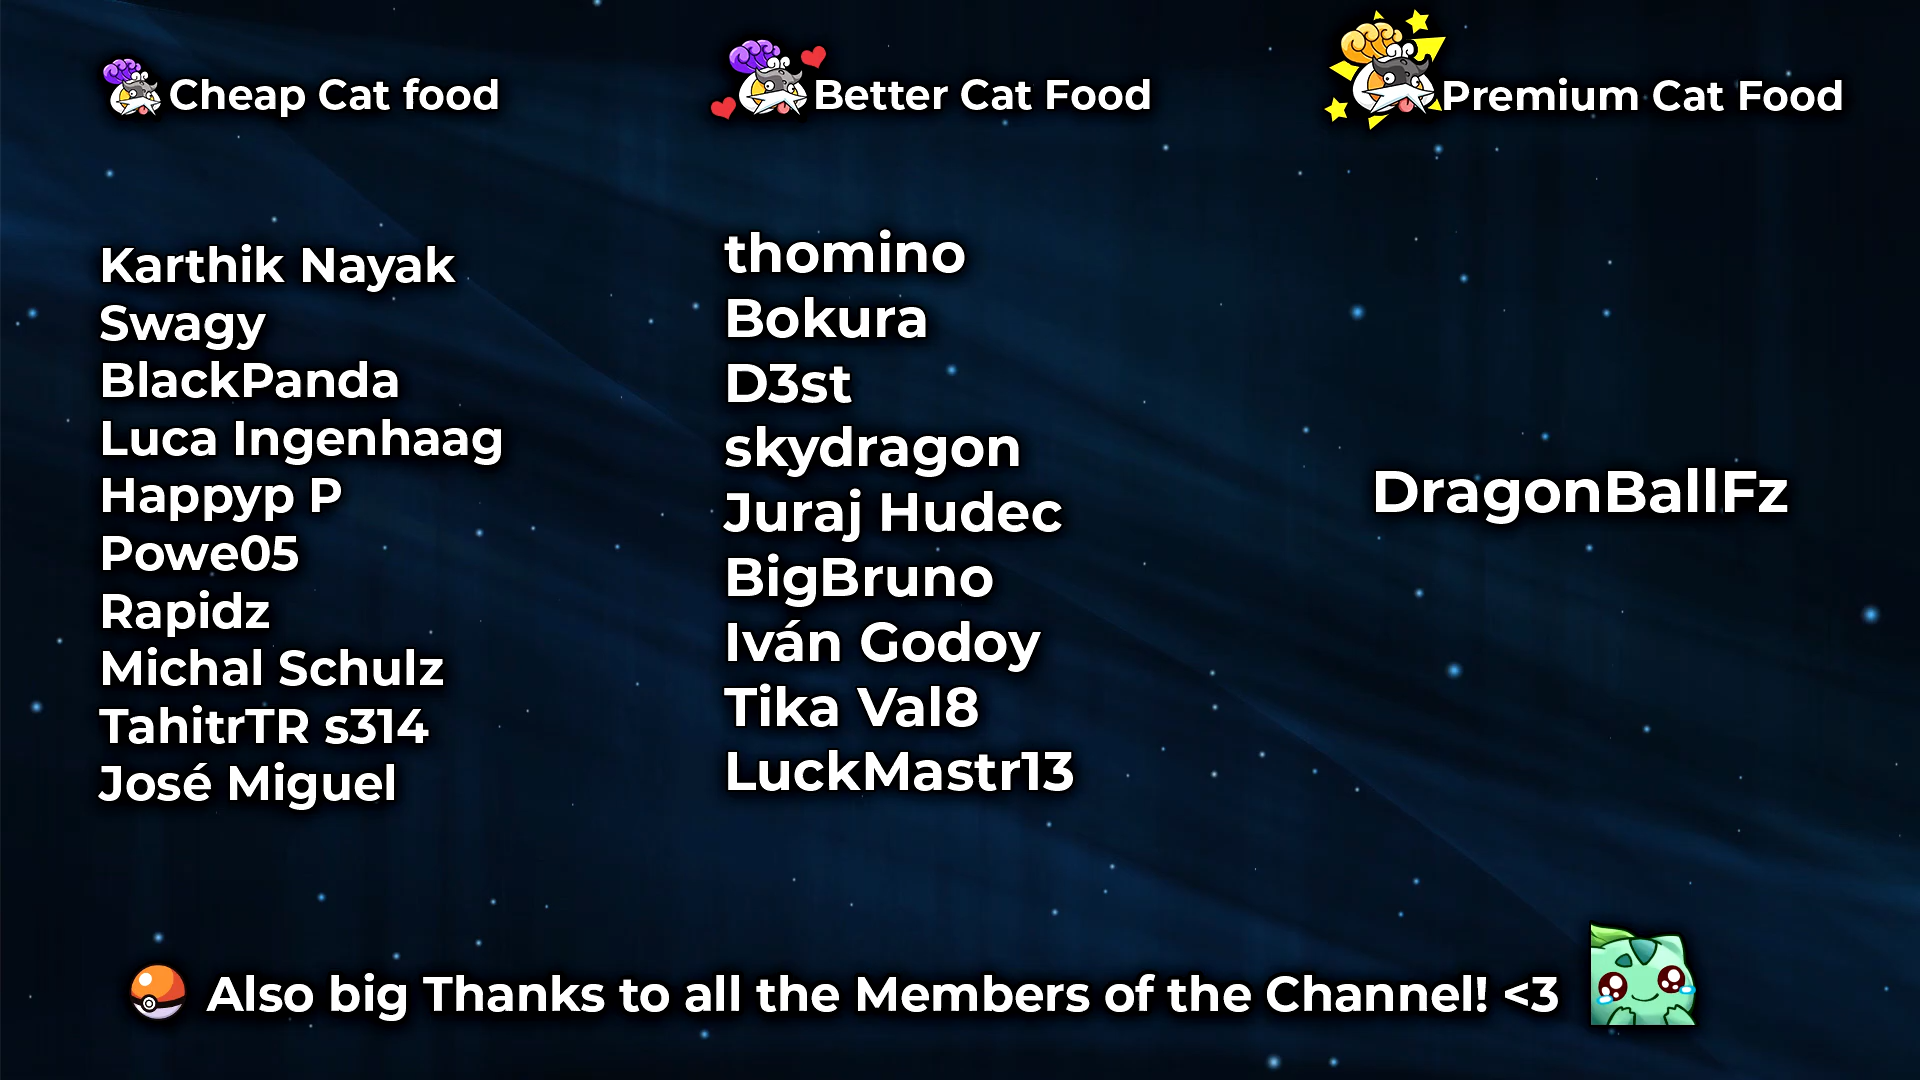 Cheap Cat food
Better Cat Food
Premium Cat Food
Karthik Nayak
Swagy
BlackPanda
Luca Ingenhaag
Happyp P
Powe05
Rapidz
Michal Schulz
TahitrTR s314
José Miguel
thomino
Bokura
D3st
skydragon
Juraj Hudec
BigBruno
Iván Godoy
Tika Val8
LuckMastr13
DragonBallFz
Also big Thanks to all the Members of the Channel! <3